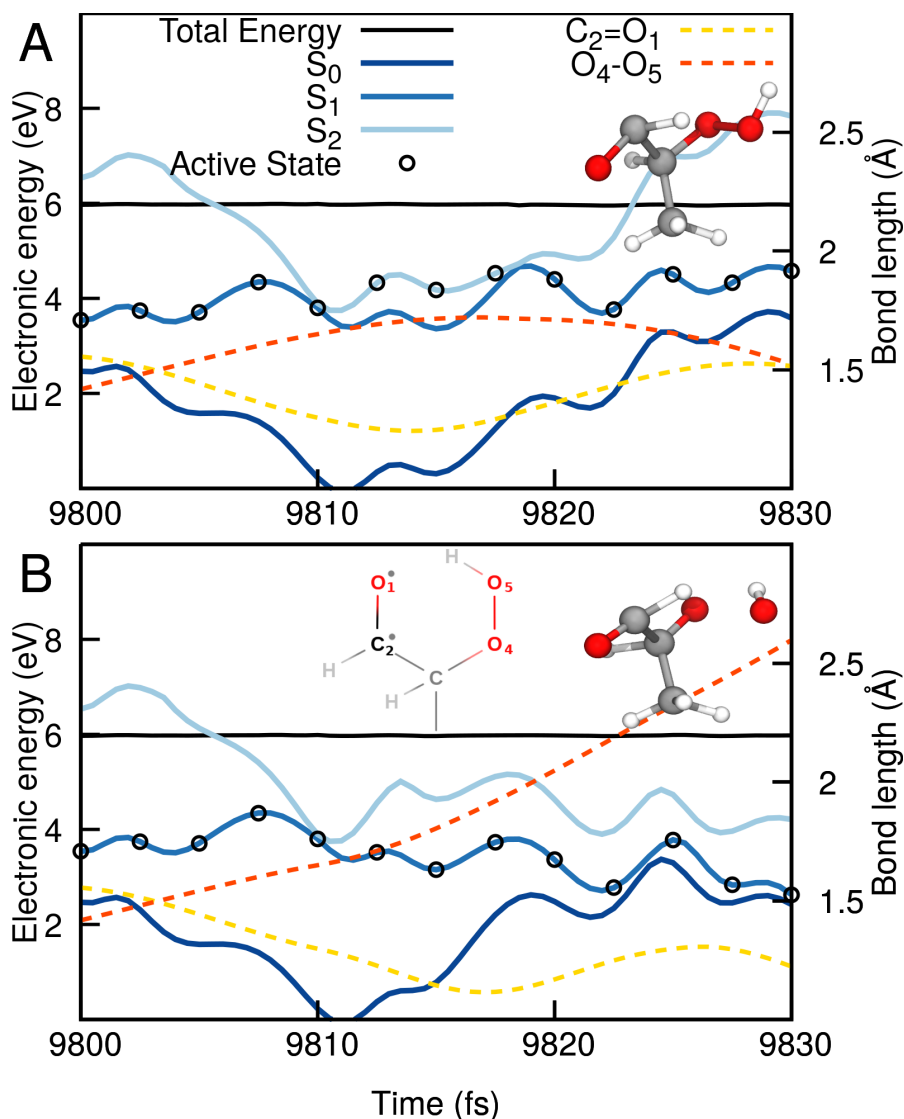 A
Total Energy
S0
S1
S2
Active State
C2=O1
O4-O5
Electronic energy (eV)
8
6
4
2
Bond length (Å)
2.5
2
1.5
9800
9810
9820
9830
B
H
O1•
O5
C2•
O4
H
C
H
Electronic energy (eV)
8
6
4
2
Bond length (Å)
2.5
2
1.5
9800
9810
9820
9830
Time (fs)